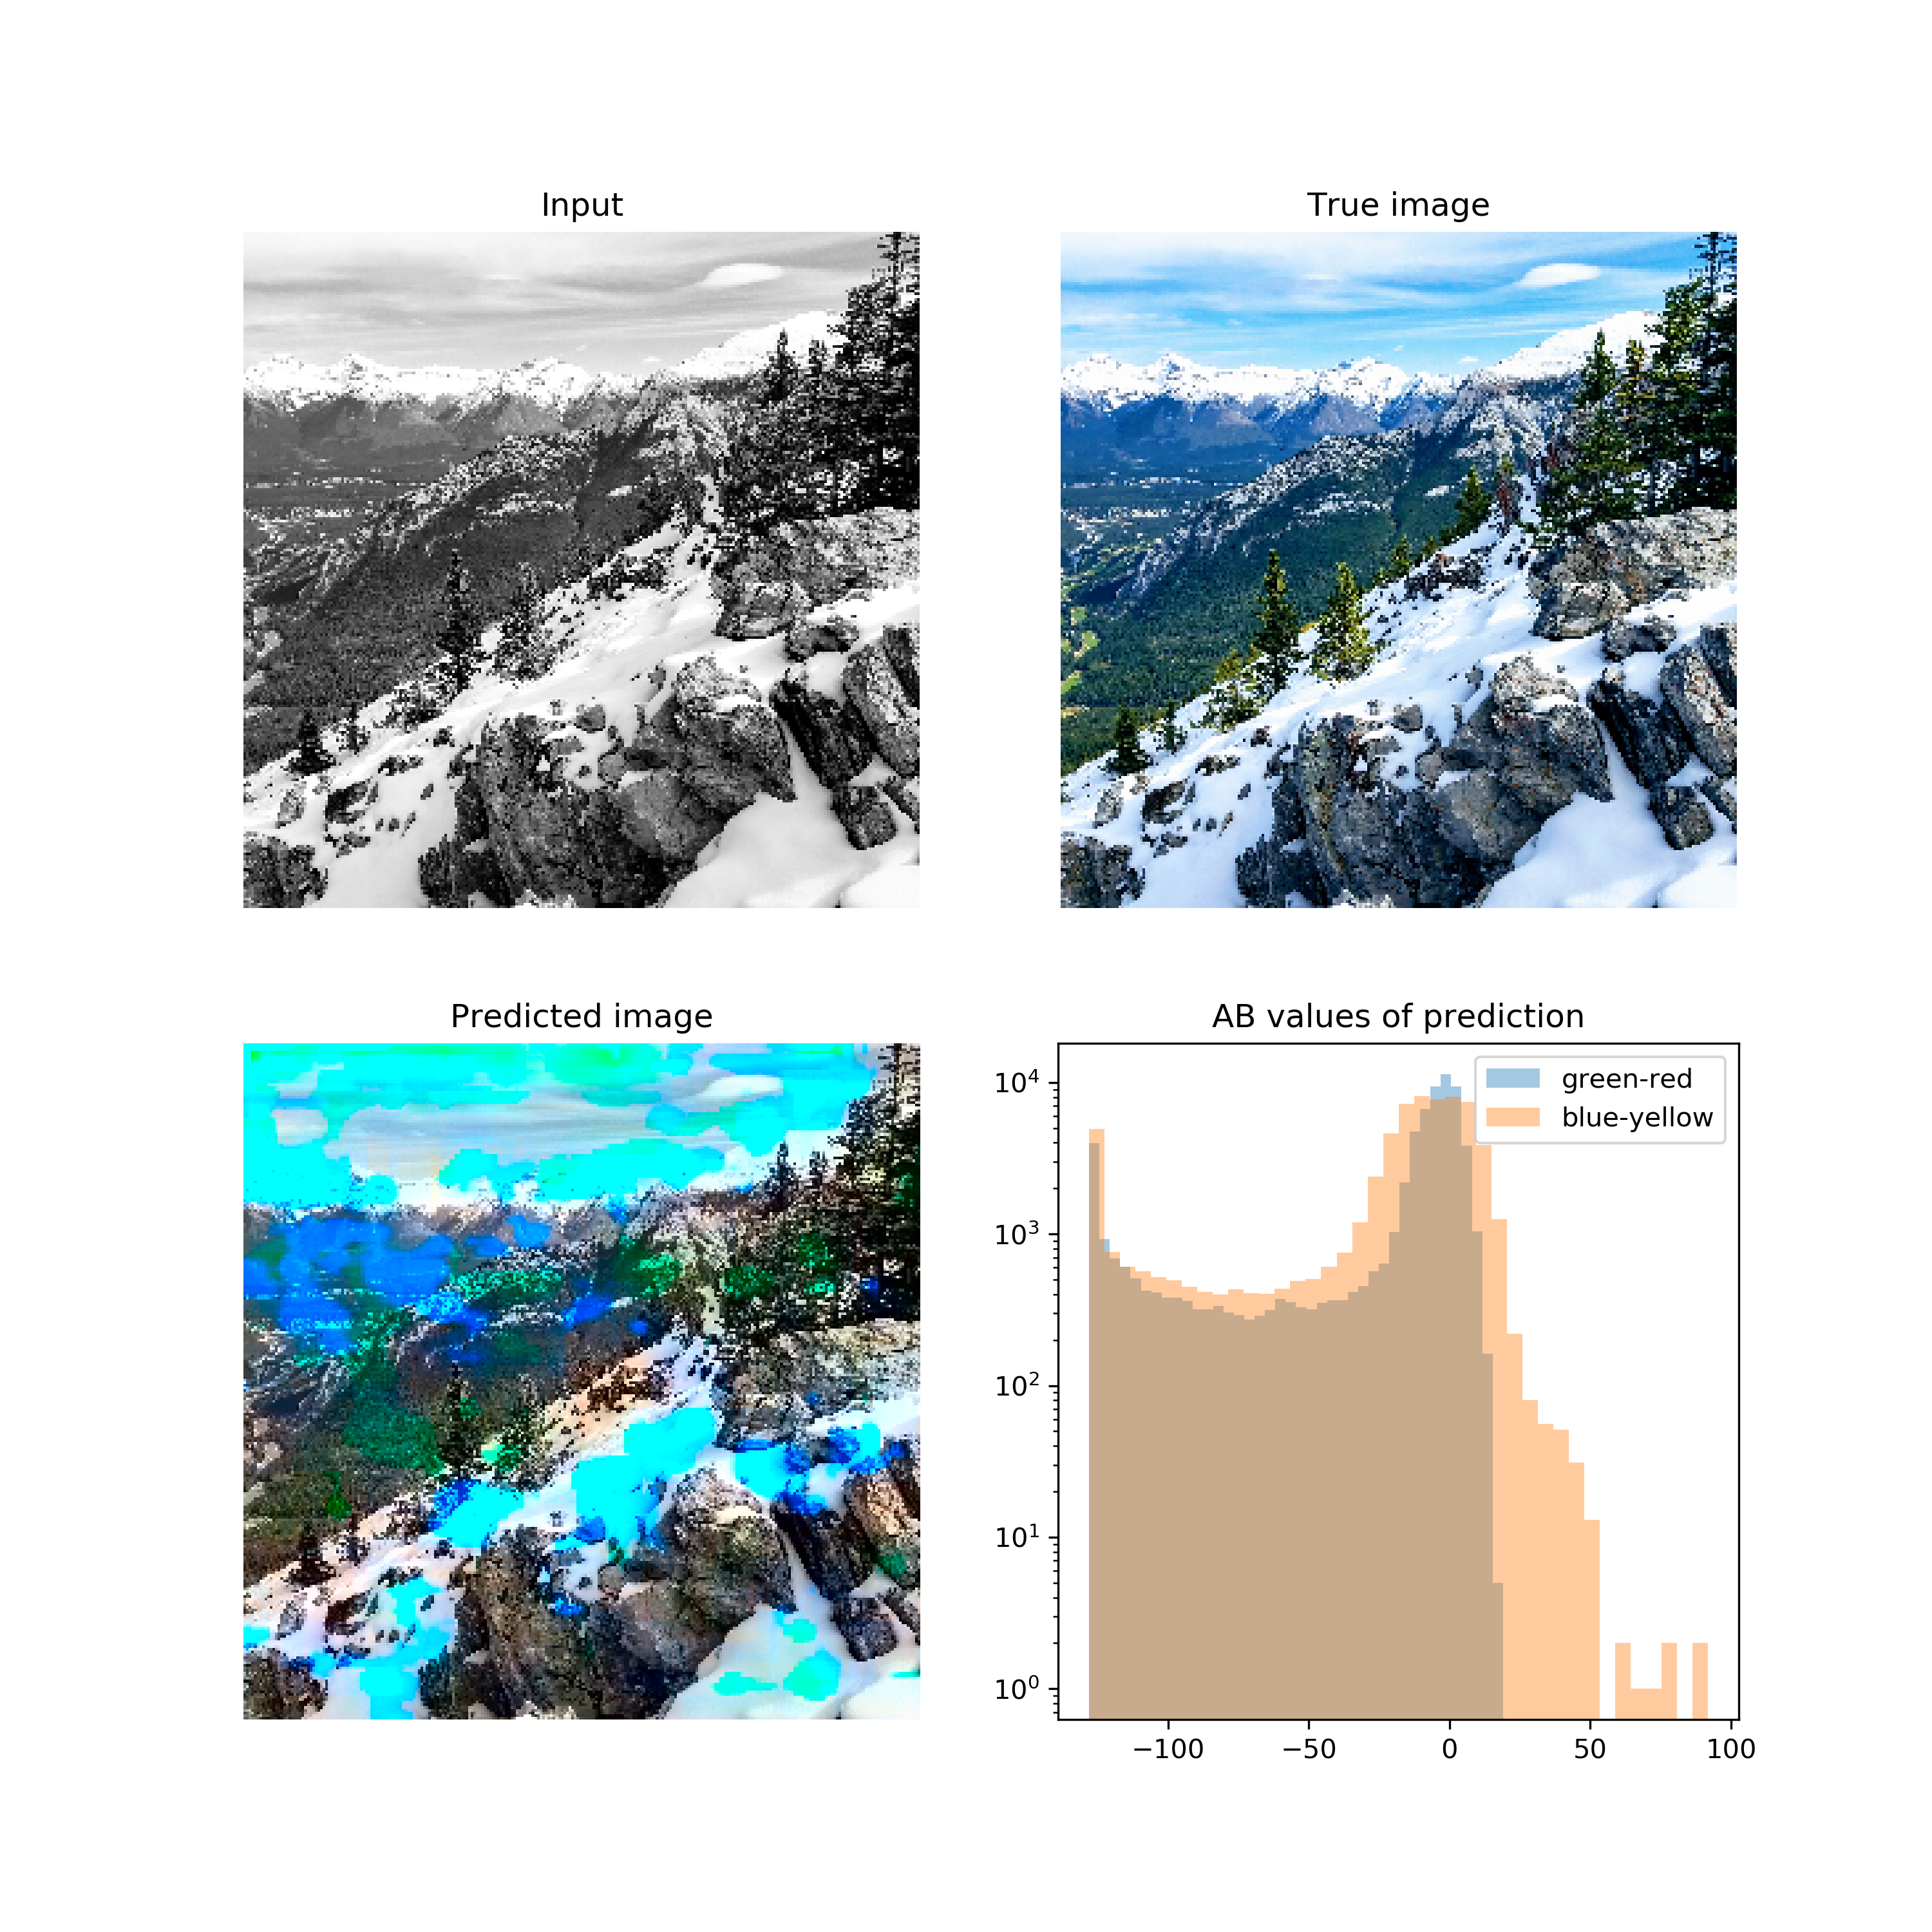 Input
True image
Predicted image
AB values of prediction
green-red
blue-yellow
10⁴
10³
10²
10¹
10⁰
−100
−50
0
50
100